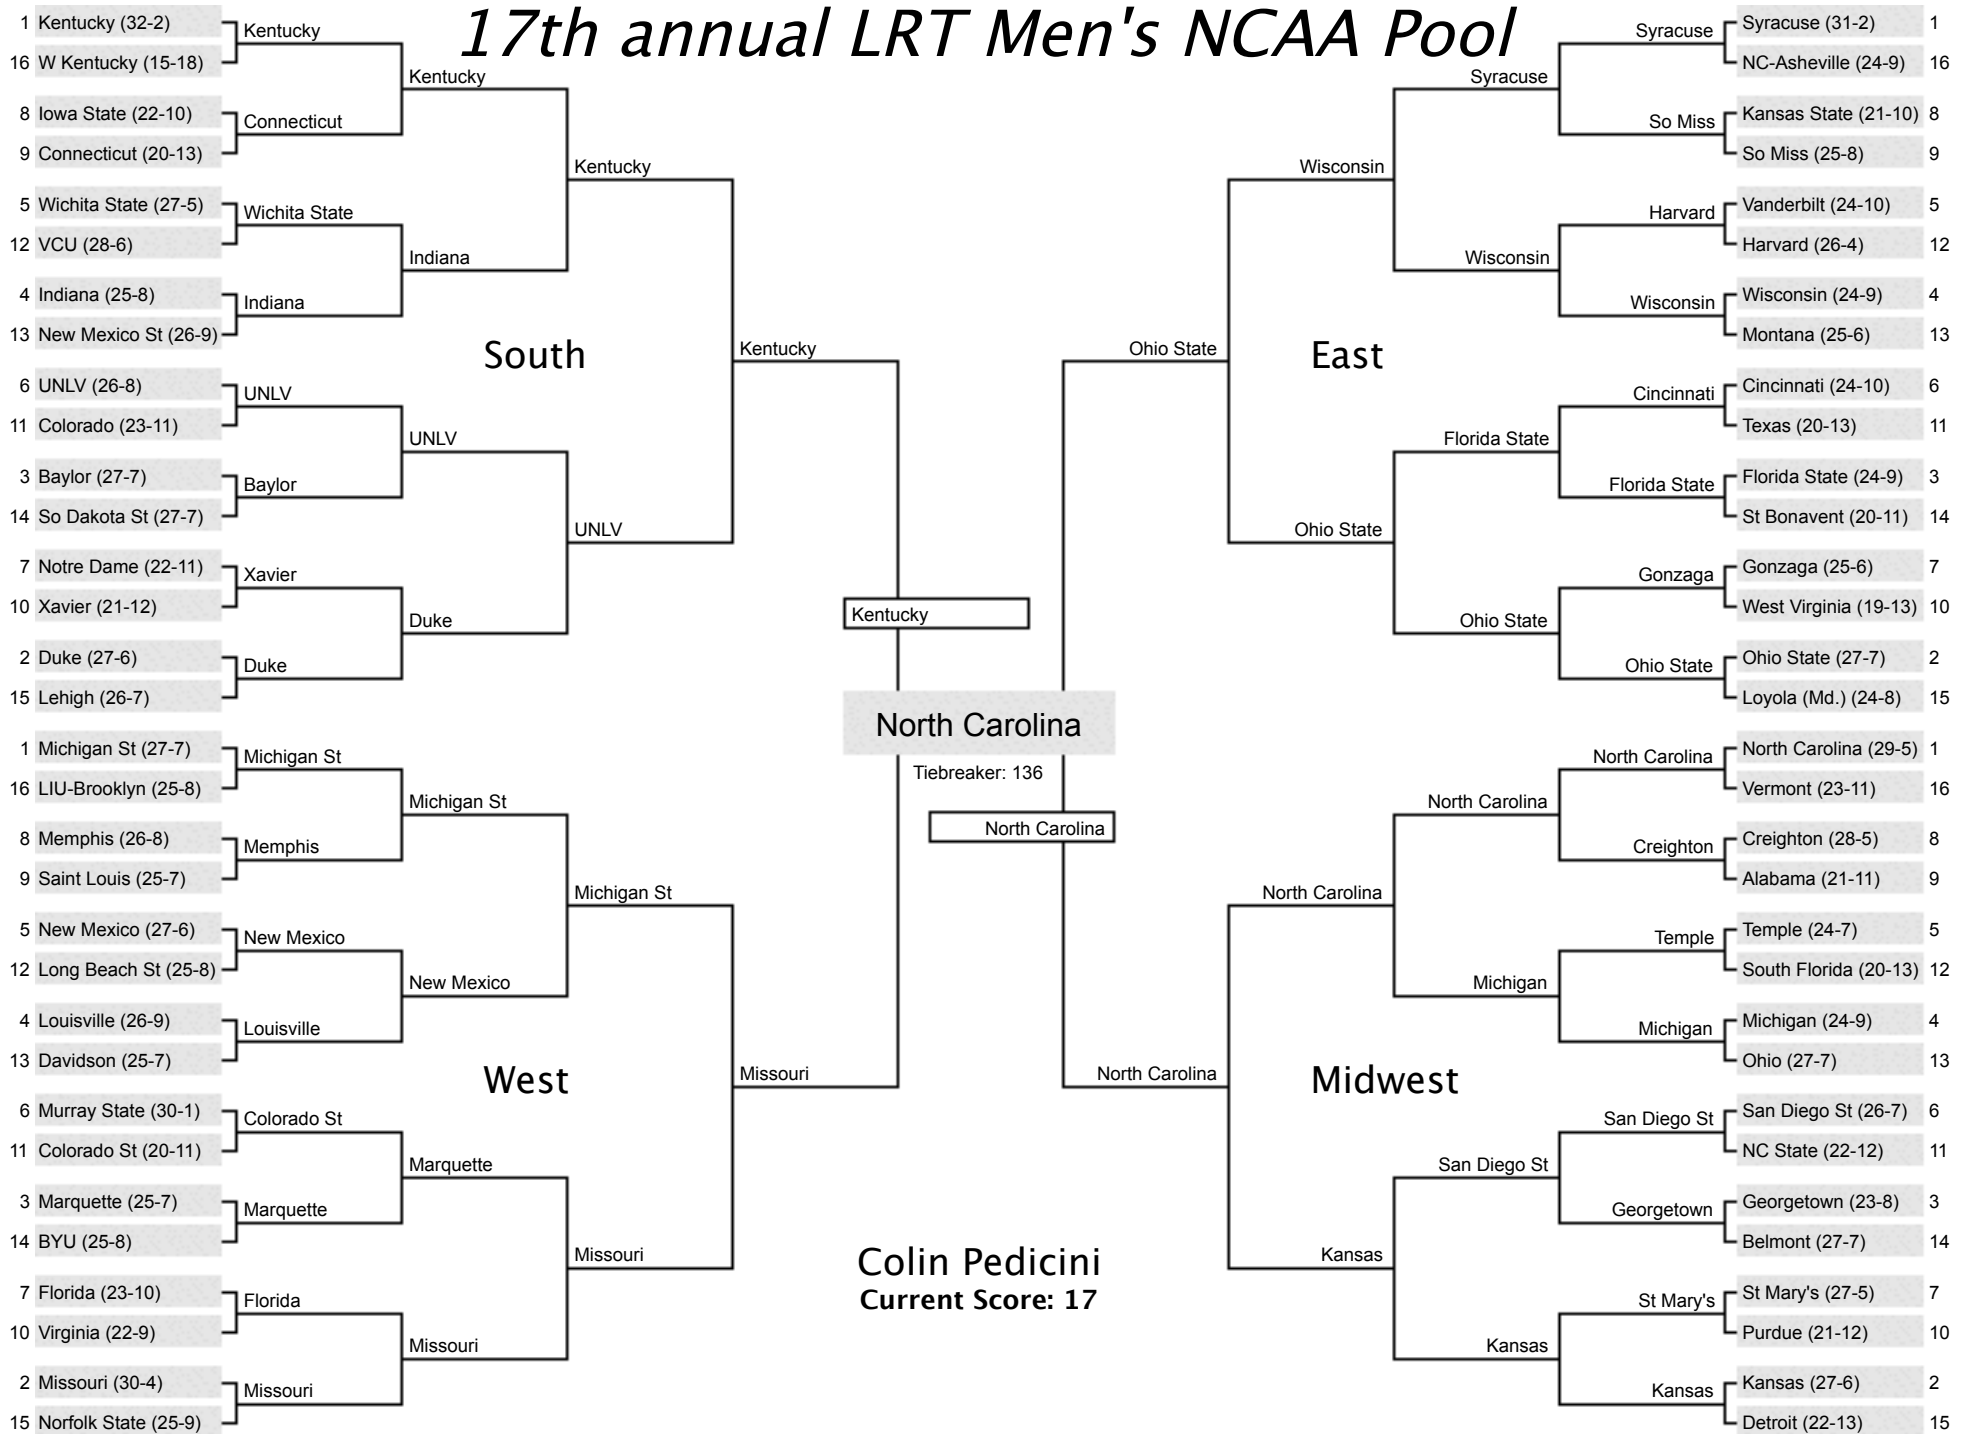 17th annual LRT Men's NCAA Pool
1 Kentucky (32-2)
16 W Kentucky (15-18)
8 Iowa State (22-10)
9 Connecticut (20-13)
5 Wichita State (27-5)
12 VCU (28-6)
4 Indiana (25-8)
13 New Mexico St (26-9)
6 UNLV (26-8)
11 Colorado (23-11)
3 Baylor (27-7)
14 So Dakota St (27-7)
7 Notre Dame (22-11)
10 Xavier (21-12)
2 Duke (27-6)
15 Lehigh (26-7)
Kentucky
Connecticut
Wichita State
Indiana
UNLV
Baylor
Xavier
Duke
Kentucky
Indiana
UNLV
Duke
Kentucky
UNLV
Kentucky
South
1 Michigan St (27-7)
16 LIU-Brooklyn (25-8)
8 Memphis (26-8)
9 Saint Louis (25-7)
5 New Mexico (27-6)
12 Long Beach St (25-8)
4 Louisville (26-9)
13 Davidson (25-7)
6 Murray State (30-1)
11 Colorado St (20-11)
3 Marquette (25-7)
14 BYU (25-8)
7 Florida (23-10)
10 Virginia (22-9)
2 Missouri (30-4)
15 Norfolk State (25-9)
Michigan St
Memphis
New Mexico
Louisville
Colorado St
Marquette
Florida
Missouri
Michigan St
New Mexico
Marquette
Missouri
Michigan St
Missouri
Missouri
West
Kentucky
North Carolina
Tiebreaker: 136
North Carolina
Colin Pedicini
Current Score: 17
Syracuse (31-2) 1
NC-Asheville (24-9) 16
Kansas State (21-10) 8
So Miss (25-8) 9
Vanderbilt (24-10) 5
Harvard (26-4) 12
Wisconsin (24-9) 4
Montana (25-6) 13
Cincinnati (24-10) 6
Texas (20-13) 11
Florida State (24-9) 3
St Bonavent (20-11) 14
Gonzaga (25-6) 7
West Virginia (19-13) 10
Ohio State (27-7) 2
Loyola (Md.) (24-8) 15
Syracuse
So Miss
Harvard
Wisconsin
Cincinnati
Florida State
Gonzaga
Ohio State
Syracuse
Wisconsin
Florida State
Ohio State
Wisconsin
Ohio State
Ohio State
East
North Carolina (29-5) 1
Vermont (23-11) 16
Creighton (28-5) 8
Alabama (21-11) 9
Temple (24-7) 5
South Florida (20-13) 12
Michigan (24-9) 4
Ohio (27-7) 13
San Diego St (26-7) 6
NC State (22-12) 11
Georgetown (23-8) 3
Belmont (27-7) 14
St Mary's (27-5) 7
Purdue (21-12) 10
Kansas (27-6) 2
Detroit (22-13) 15
North Carolina
Creighton
Temple
Michigan
San Diego St
Georgetown
St Mary's
Kansas
North Carolina
Michigan
San Diego St
Kansas
North Carolina
Kansas
North Carolina
Midwest